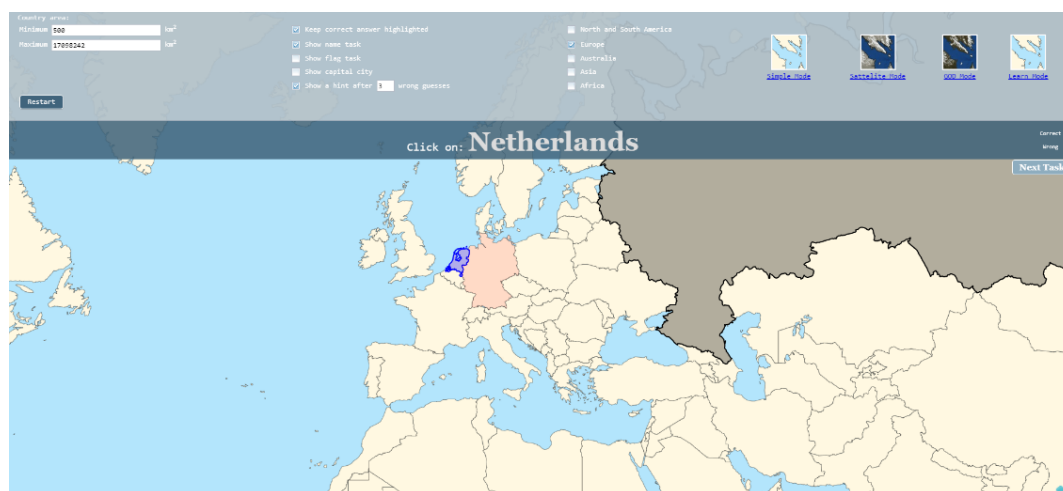 Country area:
Minimum 500 km²
Maximum 17098242 km²
Restart
Keep correct answer highlighted
Show name task
Show flag task
Show capital city
Show a hint after 3 wrong guesses
North and South America
Europe
Australia
Asia
Africa
Simple Mode
Sattelite Mode
GOD Mode
Learn Mode
Click on: Netherlands
Correct
Wrong
Next Task